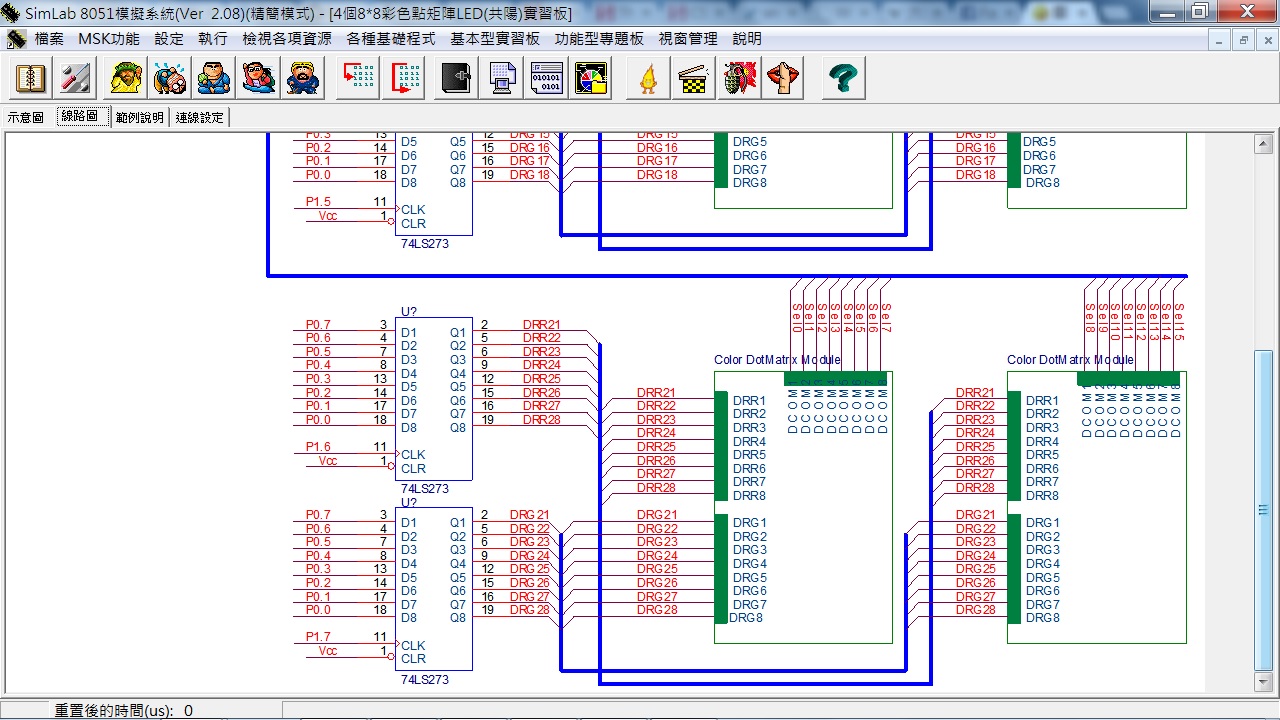 SimLab 8051模擬系統(Ver 2.08)(精簡模式) - [4個8*8彩色點矩陣LED(共陽)實習板]
檔案 MSK功能 設定 執行 檢視各項資源 各種基礎程式 基本型實習板 功能型專題板 視窗管理 說明
示意圖 線路圖 範例說明 連線設定
P0.3 13 D5 Q5 12 DRG15 DRG15 DRG5 DRG15 DRG5
P0.2 14 D6 Q6 15 DRG16 DRG16 DRG6 DRG16 DRG6
P0.1 17 D7 Q7 16 DRG17 DRG17 DRG7 DRG17 DRG7
P0.0 18 D8 Q8 19 DRG18 DRG18 DRG8 DRG18 DRG8
P1.5 11 CLK
Vcc 1 CLR
74LS273
Sel0 Sel1 Sel2 Sel3 Sel4 Sel5 Sel6 Sel7 Sel8 Sel9 Sel10 Sel11 Sel12 Sel13 Sel14 Sel15
U?
Color DotMatrix Module Color DotMatrix Module
DCOM1 DCOM2 DCOM3 DCOM4 DCOM5 DCOM6 DCOM7 DCOM8 DCOM1 DCOM2 DCOM3 DCOM4 DCOM5 DCOM6 DCOM7 DCOM8
P0.7 3 D1 Q1 2 DRR21
P0.6 4 D2 Q2 5 DRR22
P0.5 7 D3 Q3 6 DRR23
P0.4 8 D4 Q4 9 DRR24
P0.3 13 D5 Q5 12 DRR25
P0.2 14 D6 Q6 15 DRR26
P0.1 17 D7 Q7 16 DRR27
P0.0 18 D8 Q8 19 DRR28
P1.6 11 CLK
Vcc 1 CLR
74LS273
DRR21 DRR1 DRR21 DRR1
DRR22 DRR2 DRR22 DRR2
DRR23 DRR3 DRR23 DRR3
DRR24 DRR4 DRR24 DRR4
DRR25 DRR5 DRR25 DRR5
DRR26 DRR6 DRR26 DRR6
DRR27 DRR7 DRR27 DRR7
DRR28 DRR8 DRR28 DRR8
U?
P0.7 3 D1 Q1 2 DRG21 DRG21 DRG1 DRG21 DRG1
P0.6 4 D2 Q2 5 DRG22 DRG22 DRG2 DRG22 DRG2
P0.5 7 D3 Q3 6 DRG23 DRG23 DRG3 DRG23 DRG3
P0.4 8 D4 Q4 9 DRG24 DRG24 DRG4 DRG24 DRG4
P0.3 13 D5 Q5 12 DRG25 DRG25 DRG5 DRG25 DRG5
P0.2 14 D6 Q6 15 DRG26 DRG26 DRG6 DRG26 DRG6
P0.1 17 D7 Q7 16 DRG27 DRG27 DRG7 DRG27 DRG7
P0.0 18 D8 Q8 19 DRG28 DRG28 DRG8 DRG28 DRG8
P1.7 11 CLK
Vcc 1 CLR
74LS273
重置後的時間(us): 0